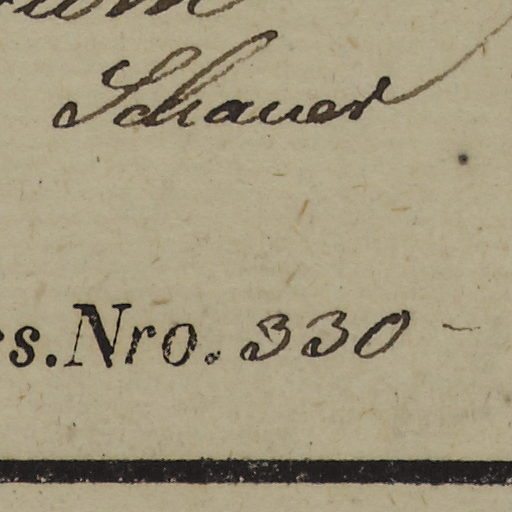 Schauer
s.Nro. 330 -